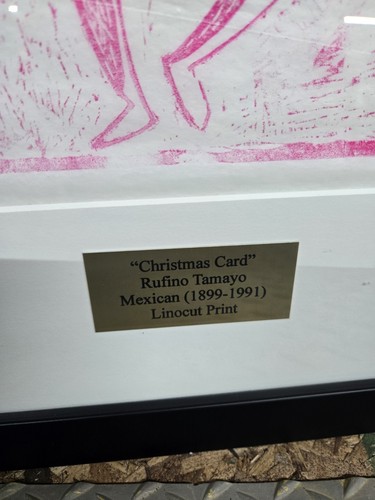 “Christmas Card”
Rufino Tamayo
Mexican (1899-1991)
Linocut Print